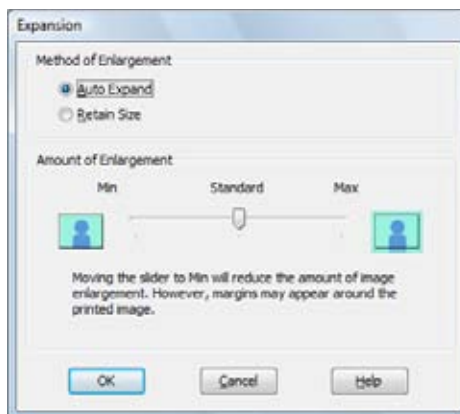 Expansion
Method of Enlargement
Auto Expand
Retain Size
Amount of Enlargement
Min Standard Max
Moving the slider to Min will reduce the amount of image
enlargement. However, margins may appear around the
printed image.
OK Cancel Help